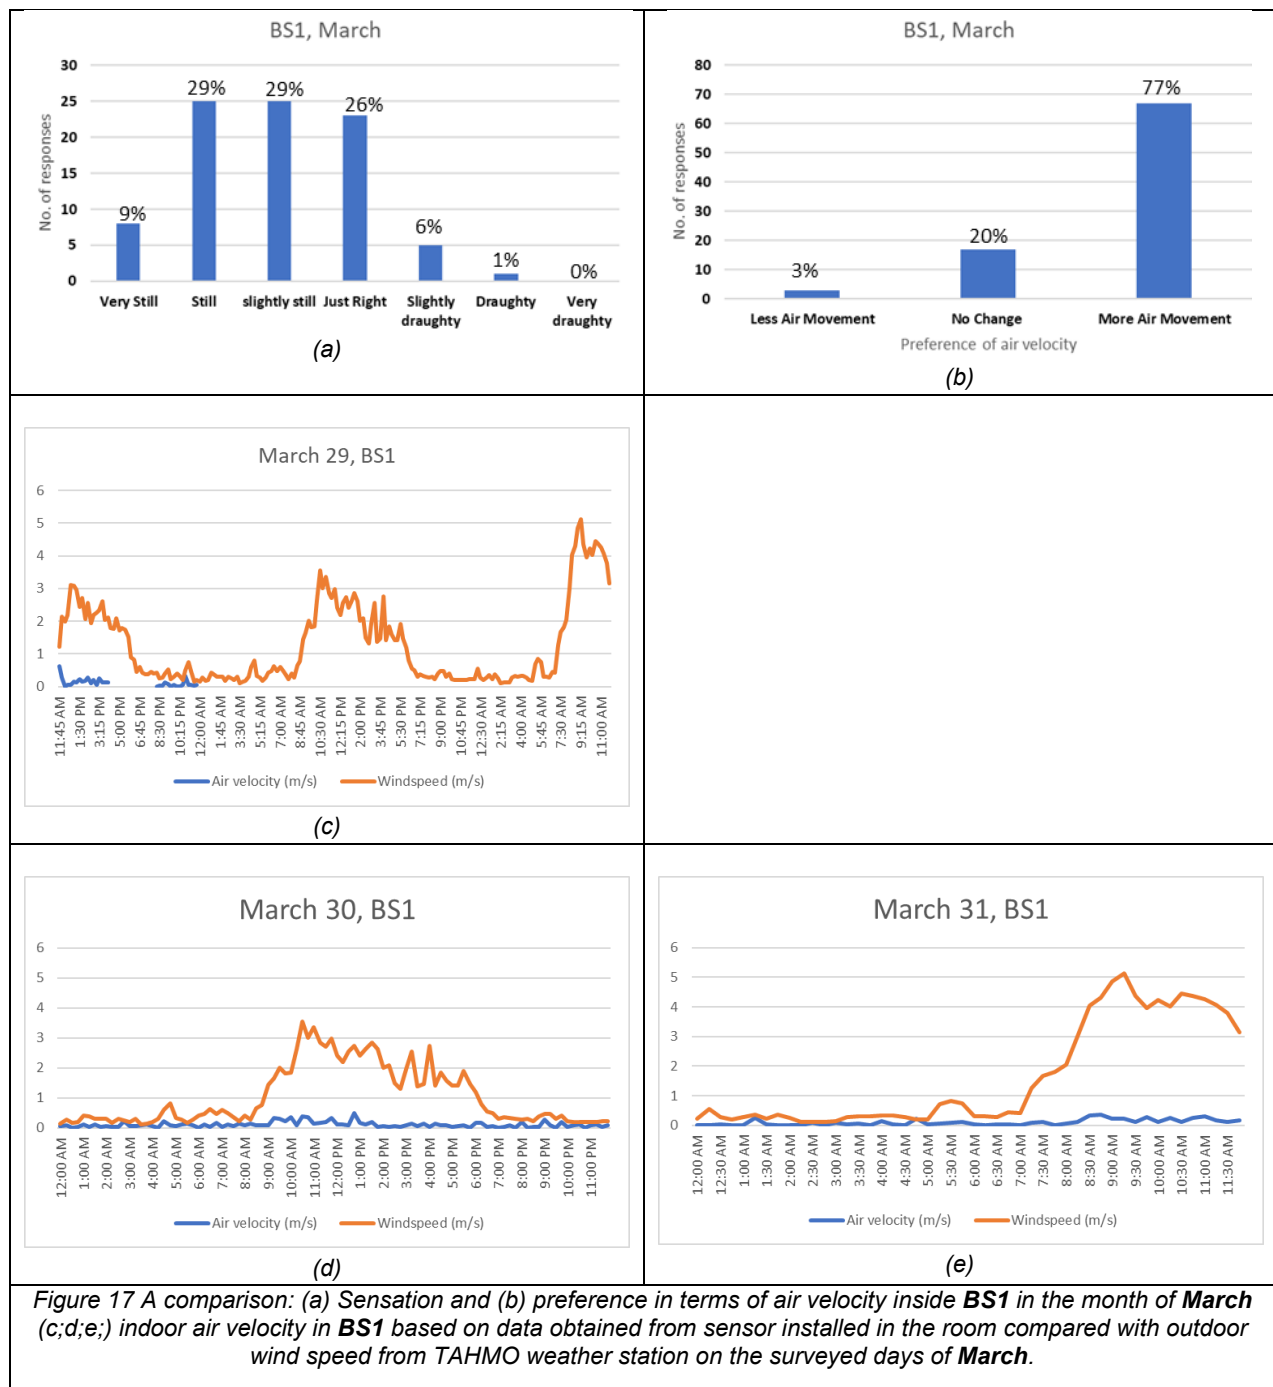 BS1, March
No. of responses
30
25
20
15
10
5
0
9%
29%
29%
26%
6%
1%
0%
Very Still
Still
slightly still
Just Right
Slightly
draughty
Draughty
Very
draughty
(a)
BS1, March
No. of responses
80
70
60
50
40
30
20
10
0
3%
20%
77%
Less Air Movement
No Change
More Air Movement
Preference of air velocity
(b)
March 29, BS1
6
5
4
3
2
1
0
11:45 AM
1:30 PM
3:15 PM
5:00 PM
6:45 PM
8:30 PM
10:15 PM
12:00 AM
1:45 AM
3:30 AM
5:15 AM
7:00 AM
8:45 AM
10:30 AM
12:15 PM
2:00 PM
3:45 PM
5:30 PM
7:15 PM
9:00 PM
10:45 PM
12:30 AM
2:15 AM
4:00 AM
5:45 AM
7:30 AM
9:15 AM
11:00 AM
Air velocity (m/s)
Windspeed (m/s)
(c)
March 30, BS1
6
5
4
3
2
1
0
12:00 AM
1:00 AM
2:00 AM
3:00 AM
4:00 AM
5:00 AM
6:00 AM
7:00 AM
8:00 AM
9:00 AM
10:00 AM
11:00 AM
12:00 PM
1:00 PM
2:00 PM
3:00 PM
4:00 PM
5:00 PM
6:00 PM
7:00 PM
8:00 PM
9:00 PM
10:00 PM
11:00 PM
Air velocity (m/s)
Windspeed (m/s)
(d)
March 31, BS1
6
5
4
3
2
1
0
12:00 AM
12:30 AM
1:00 AM
1:30 AM
2:00 AM
2:30 AM
3:00 AM
3:30 AM
4:00 AM
4:30 AM
5:00 AM
5:30 AM
6:00 AM
6:30 AM
7:00 AM
7:30 AM
8:00 AM
8:30 AM
9:00 AM
9:30 AM
10:00 AM
10:30 AM
11:00 AM
11:30 AM
Air velocity (m/s)
Windspeed (m/s)
(e)
Figure 17 A comparison: (a) Sensation and (b) preference in terms of air velocity inside BS1 in the month of March
(c;d;e;) indoor air velocity in BS1 based on data obtained from sensor installed in the room compared with outdoor
wind speed from TAHMO weather station on the surveyed days of March.